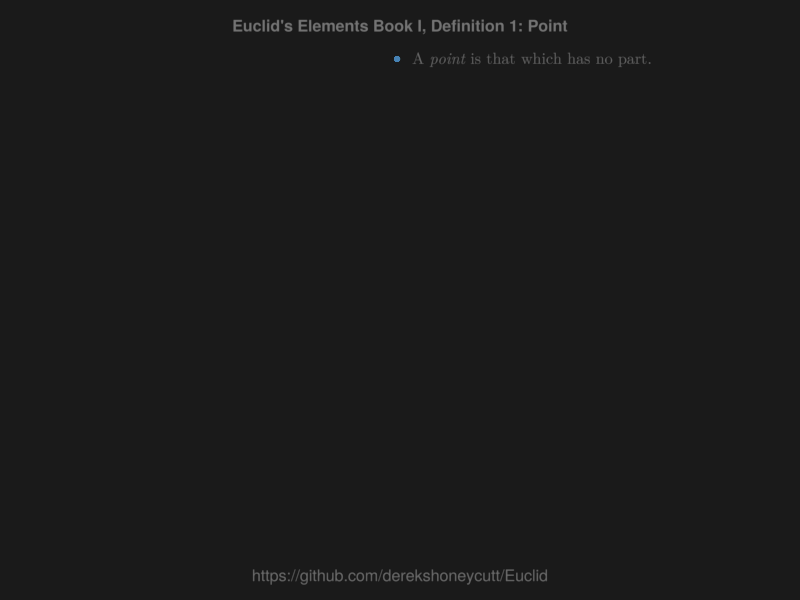 Euclid's Elements Book I, Definition 1: Point
• A point is that which has no part.
https://github.com/derekshoneycutt/Euclid